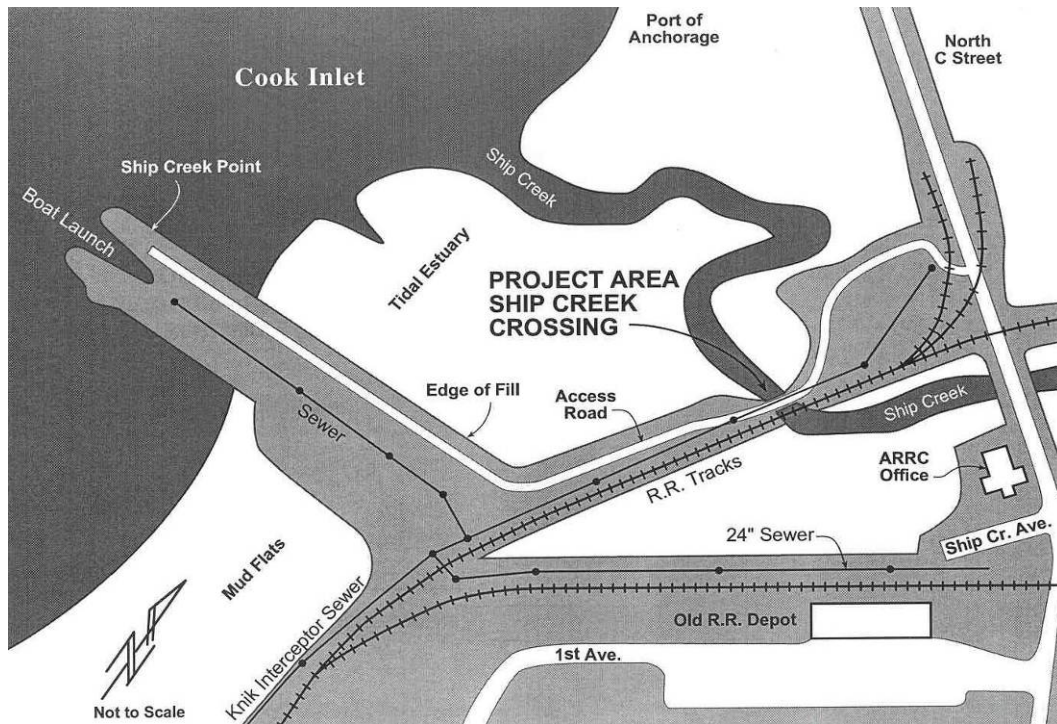 Port of
Anchorage
North
C Street
Cook Inlet
Ship Creek Point
Ship Creek
Boat Launch
Tidal Estuary
PROJECT AREA
SHIP CREEK
CROSSING
Edge of Fill
Access
Road
Ship Creek
Sewer
R.R. Tracks
ARRC
Office
24" Sewer
Ship Cr. Ave.
Mud Flats
Knik Interceptor Sewer
Old R.R. Depot
1st Ave.
N
Not to Scale